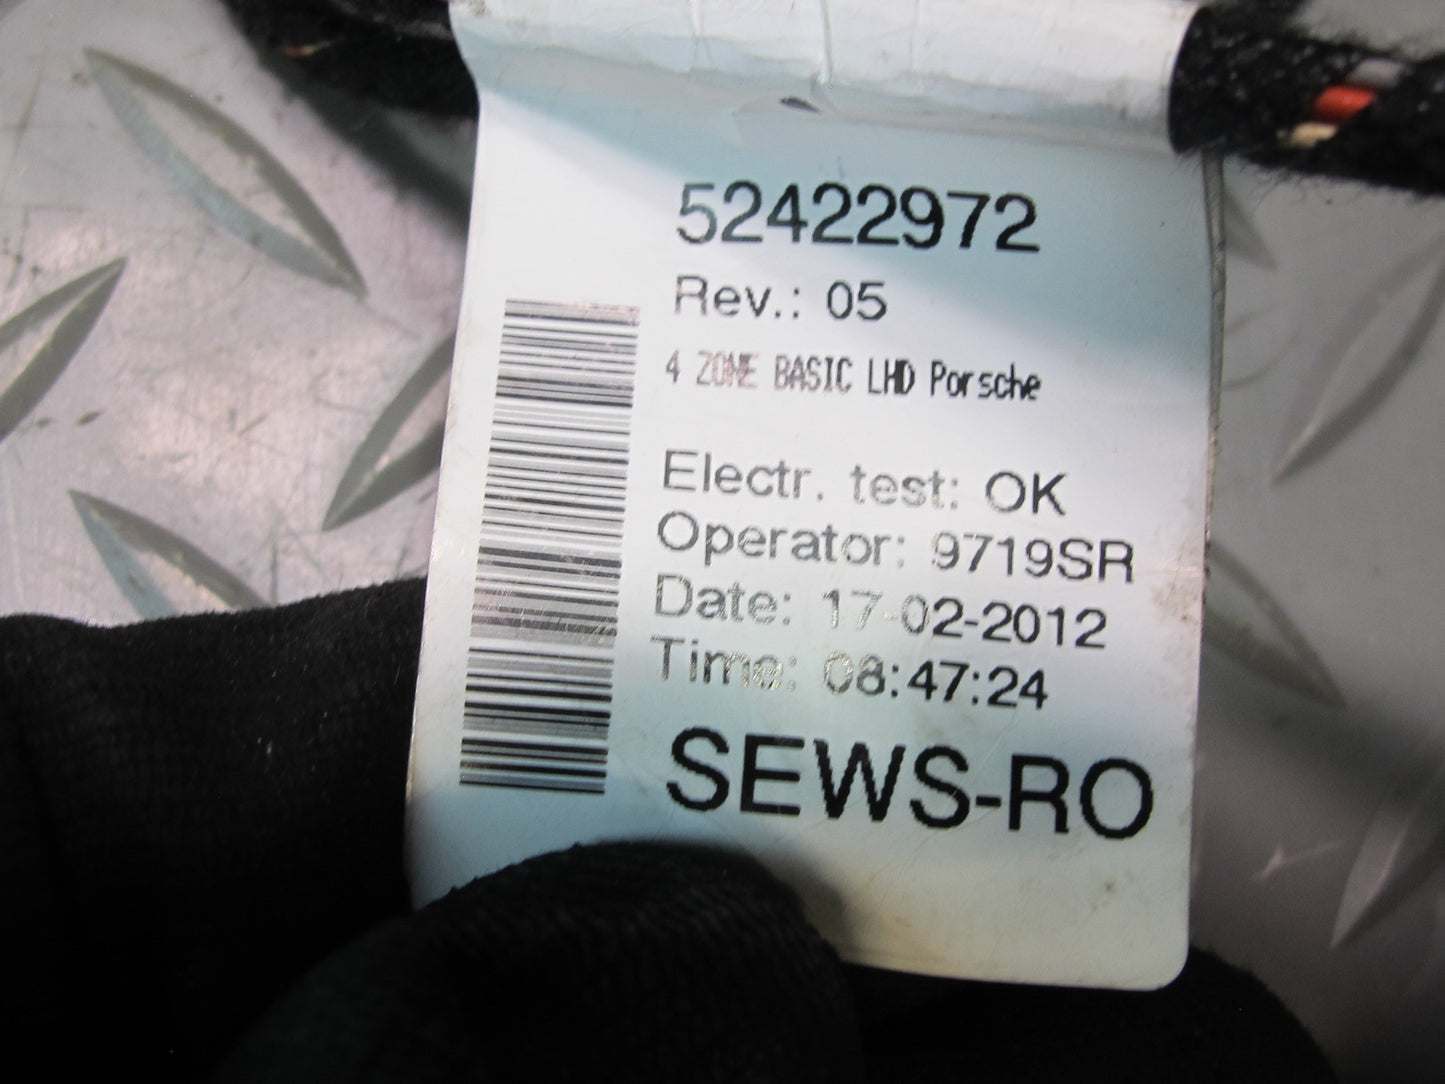 52422972
Rev.: 05
4 ZONE BASIC LHD Porsche
Electr. test: OK
Operator: 9719SR
Date: 17-02-2012
Time: 08:47:24
SEWS-RO